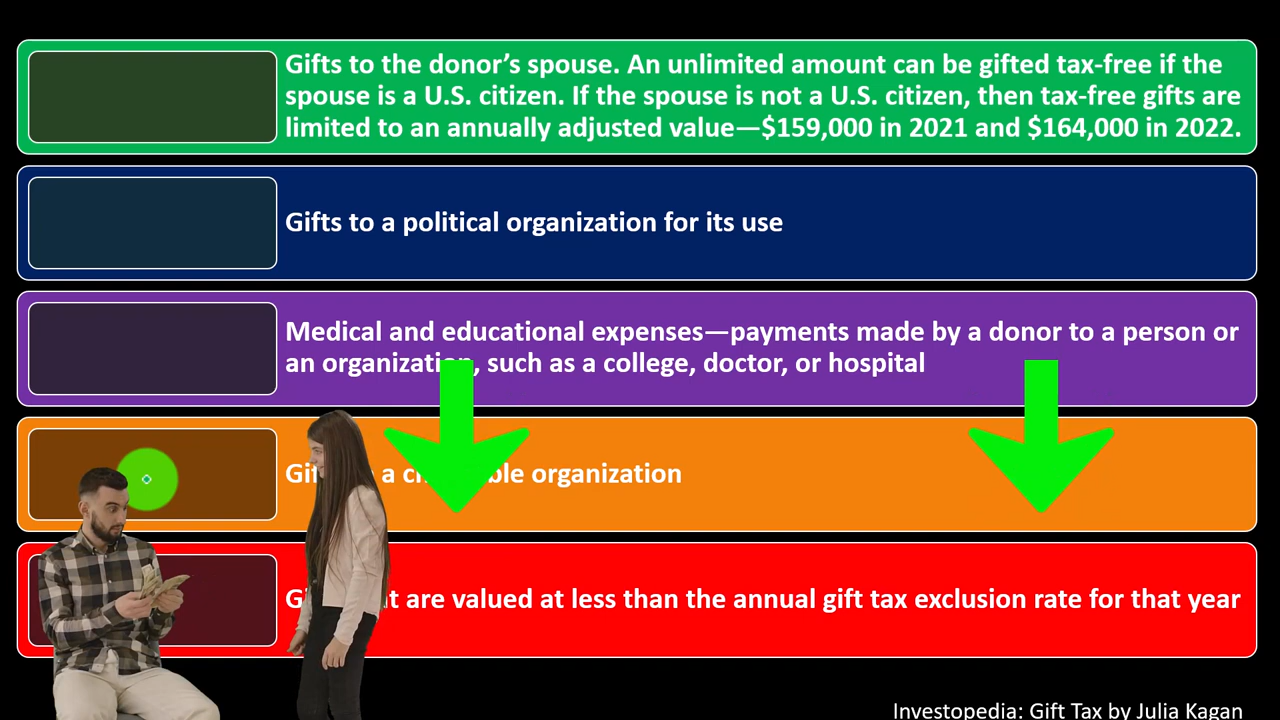 Gifts to the donor's spouse. An unlimited amount can be gifted tax-free if the
spouse is a U.S. citizen. If the spouse is not a U.S. citizen, then tax-free gifts are
limited to an annually adjusted value—$159,000 in 2021 and $164,000 in 2022.
Gifts to a political organization for its use
Medical and educational expenses—payments made by a donor to a person or
an organization, such as a college, doctor, or hospital
a organization
are valued at less than the annual gift tax exclusion rate for that year
Investopedia: Gift Tax by Julia Kagan